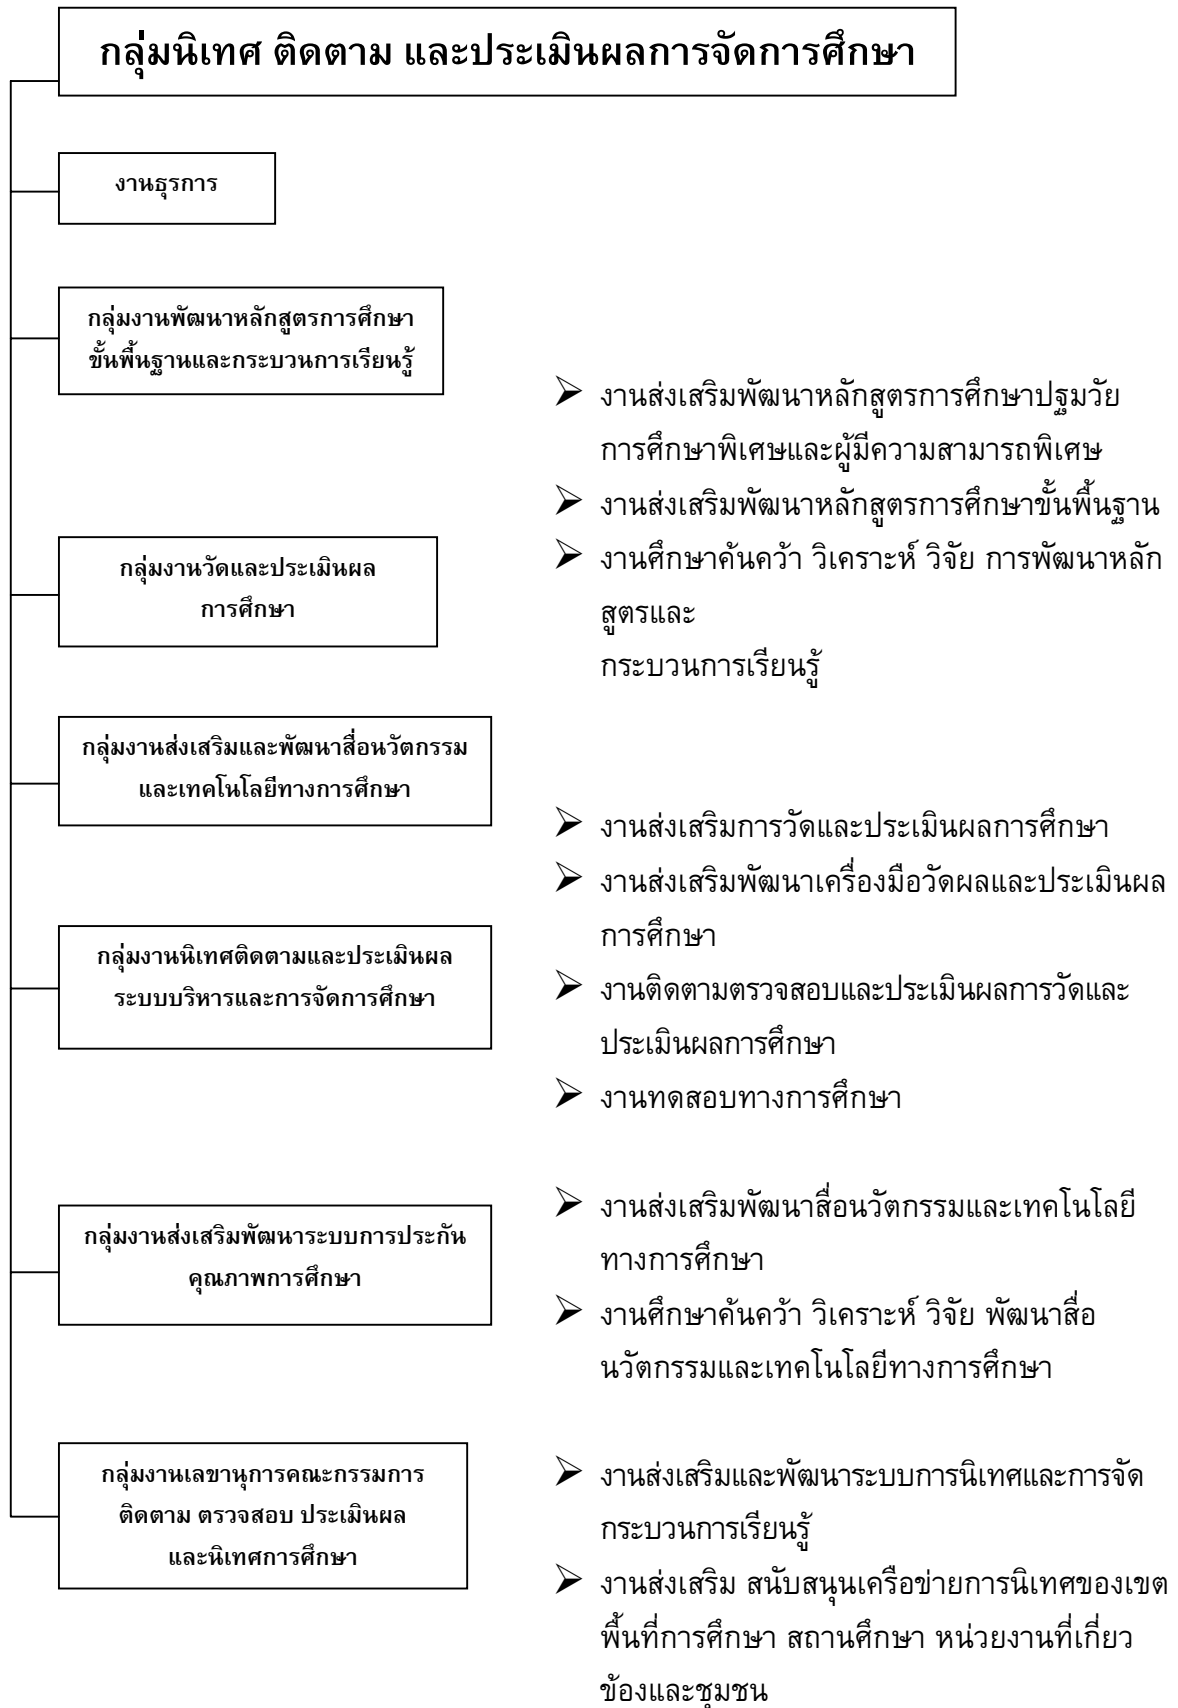 กลุ่มนิเทศ ติดตาม และประเมินผลการจัดการศึกษา
งานธุรการ
กลุ่มงานพัฒนาหลักสูตรการศึกษา
ขั้นพื้นฐานและกระบวนการเรียนรู้
กลุ่มงานวัดและประเมินผล
การศึกษา
กลุ่มงานส่งเสริมและพัฒนาสื่อนวัตกรรม
และเทคโนโลยีทางการศึกษา
กลุ่มงานนิเทศติดตามและประเมินผล
ระบบบริหารและการจัดการศึกษา
กลุ่มงานส่งเสริมพัฒนาระบบการประกัน
คุณภาพการศึกษา
กลุ่มงานเลขานุการคณะกรรมการ
ติดตาม ตรวจสอบ ประเมินผล
และนิเทศการศึกษา
งานส่งเสริมพัฒนาหลักสูตรการศึกษาปฐมวัย
การศึกษาพิเศษและผู้มีความสามารถพิเศษ
งานส่งเสริมพัฒนาหลักสูตรการศึกษาขั้นพื้นฐาน
งานศึกษาค้นคว้า วิเคราะห์ วิจัย การพัฒนาหลัก
สูตรและ
กระบวนการเรียนรู้
งานส่งเสริมการวัดและประเมินผลการศึกษา
งานส่งเสริมพัฒนาเครื่องมือวัดผลและประเมินผล
การศึกษา
งานติดตามตรวจสอบและประเมินผลการวัดและ
ประเมินผลการศึกษา
งานทดสอบทางการศึกษา
งานส่งเสริมพัฒนาสื่อนวัตกรรมและเทคโนโลยี
ทางการศึกษา
งานศึกษาค้นคว้า วิเคราะห์ วิจัย พัฒนาสื่อ
นวัตกรรมและเทคโนโลยีทางการศึกษา
งานส่งเสริมและพัฒนาระบบการนิเทศและการจัด
กระบวนการเรียนรู้
งานส่งเสริม สนับสนุนเครือข่ายการนิเทศของเขต
พื้นที่การศึกษา สถานศึกษา หน่วยงานที่เกี่ยว
ข้องและชุมชน